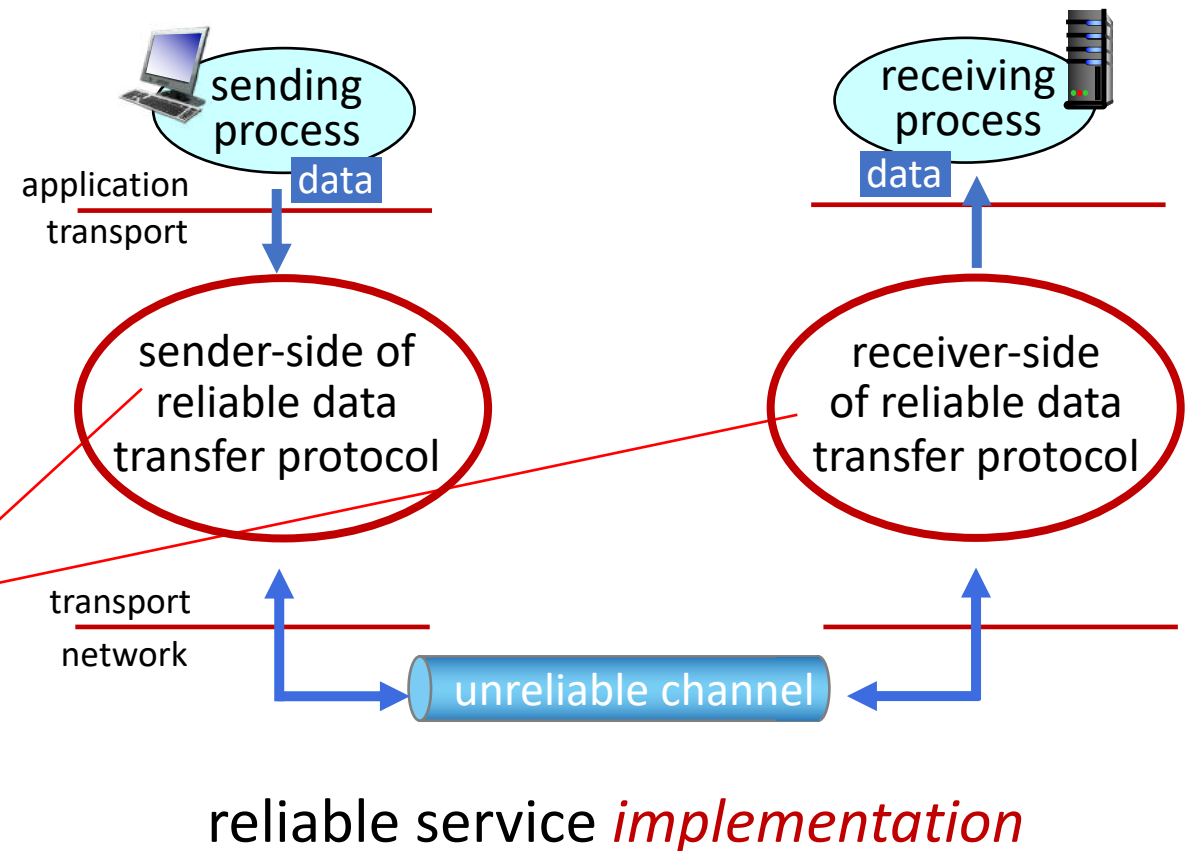 sending
process
data
application
transport
receiving
process
data
sender-side of
reliable data
transfer protocol
receiver-side
of reliable data
transfer protocol
transport
network
unreliable channel
reliable service implementation